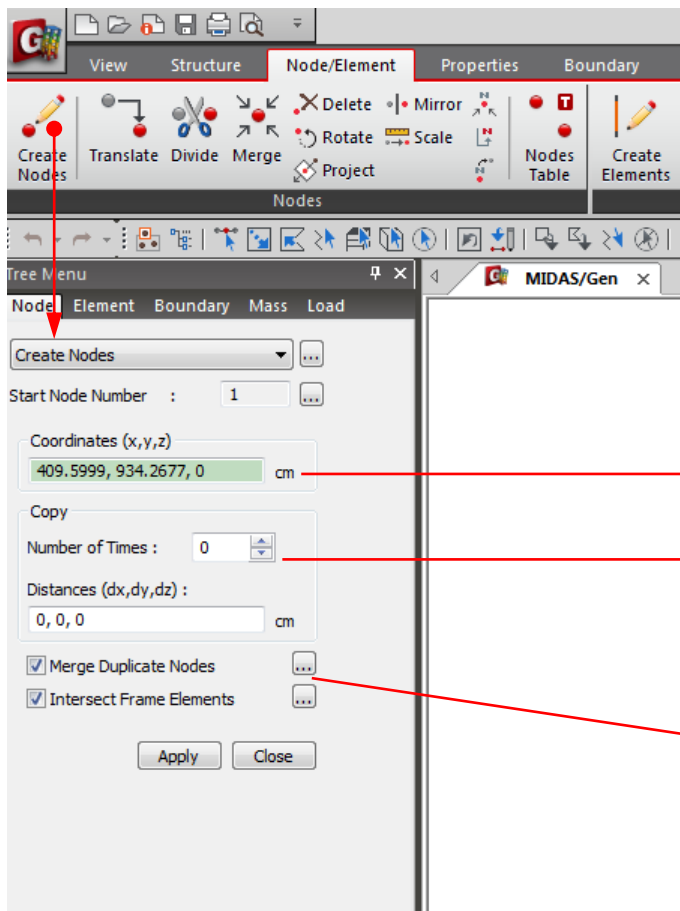 G
View Structure Node/Element Properties Boundary
Create Nodes Translate Divide Merge Delete Mirror Rotate Scale Project N N N T Nodes Table Create Elements
Nodes
Tree Menu
MIDAS/Gen
Node Element Boundary Mass Load
Create Nodes ...
Start Node Number : 1 ...
Coordinates (x,y,z)
409.5999, 934.2677, 0 cm
Copy
Number of Times : 0
Distances (dx,dy,dz) :
0, 0, 0 cm
Merge Duplicate Nodes ...
Intersect Frame Elements ...
Apply Close